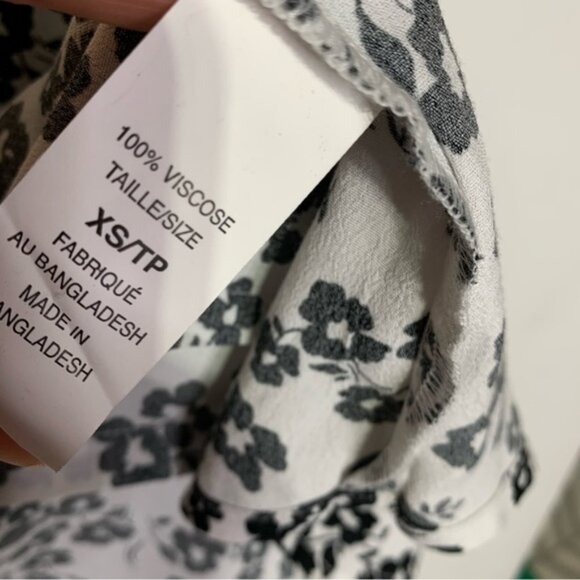 100% VISCOSE
TAILLE/SIZE
XS/TP
FABRIQUÉ
AU BANGLADESH
MADE IN
ANGLADESH